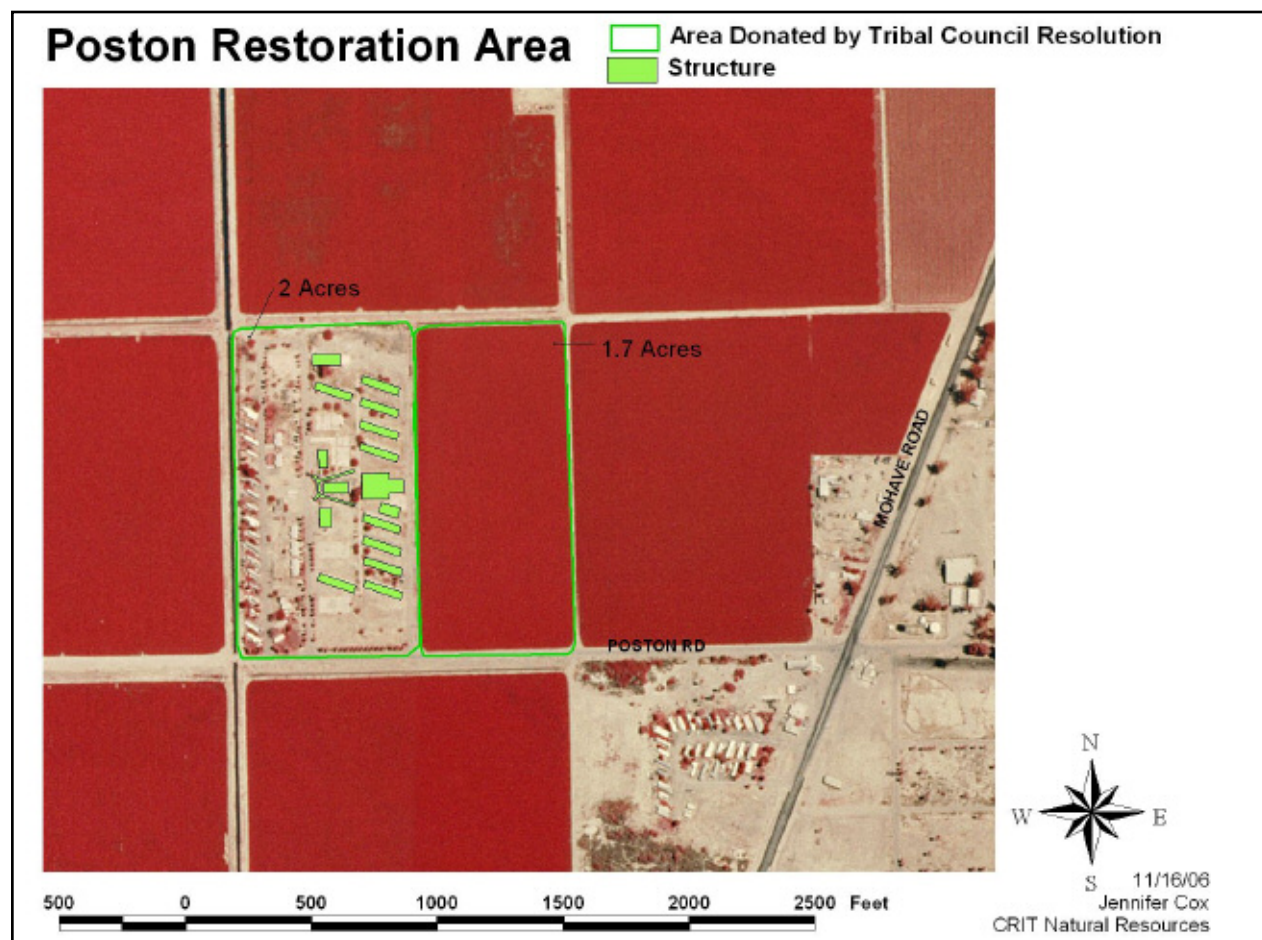 Poston Restoration Area
Area Donated by Tribal Council Resolution
Structure
2 Acres
1.7 Acres
MOHAVE ROAD
POSTON RD
N
W E
S
500 0 500 1000 1500 2000 2500 Feet
11/16/06
Jennifer Cox
CRIT Natural Resources